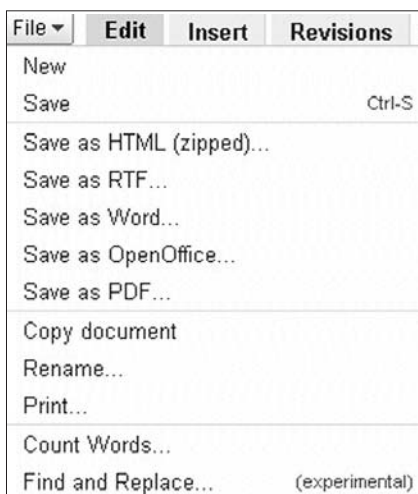 File Edit Insert Revisions
New
Save Ctrl-S
Save as HTML (zipped)...
Save as RTF...
Save as Word...
Save as OpenOffice...
Save as PDF...
Copy document
Rename...
Print...
Count Words...
Find and Replace... (experimental)